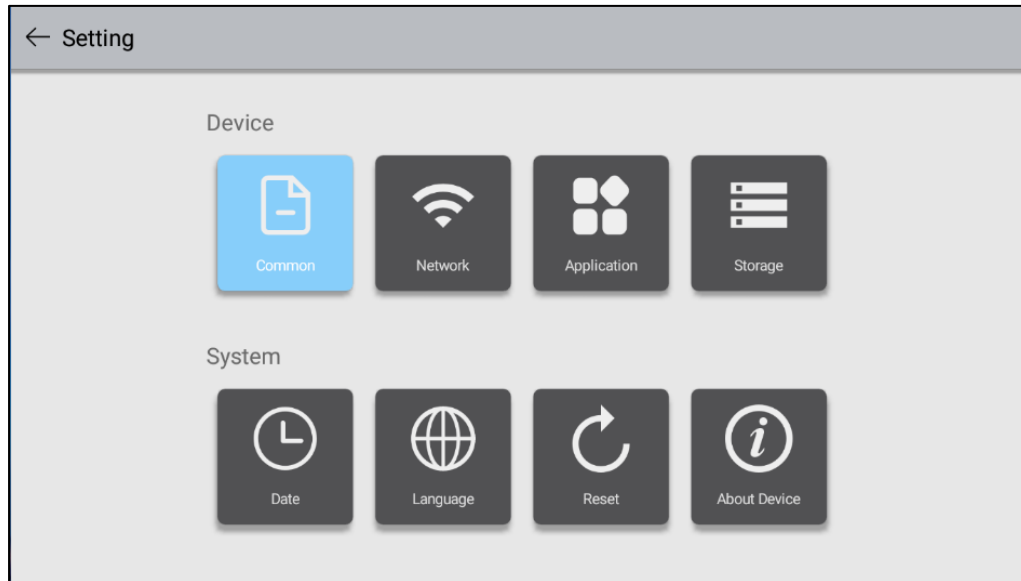 Setting
Device
Common Network Application Storage
System
Date Language Reset About Device